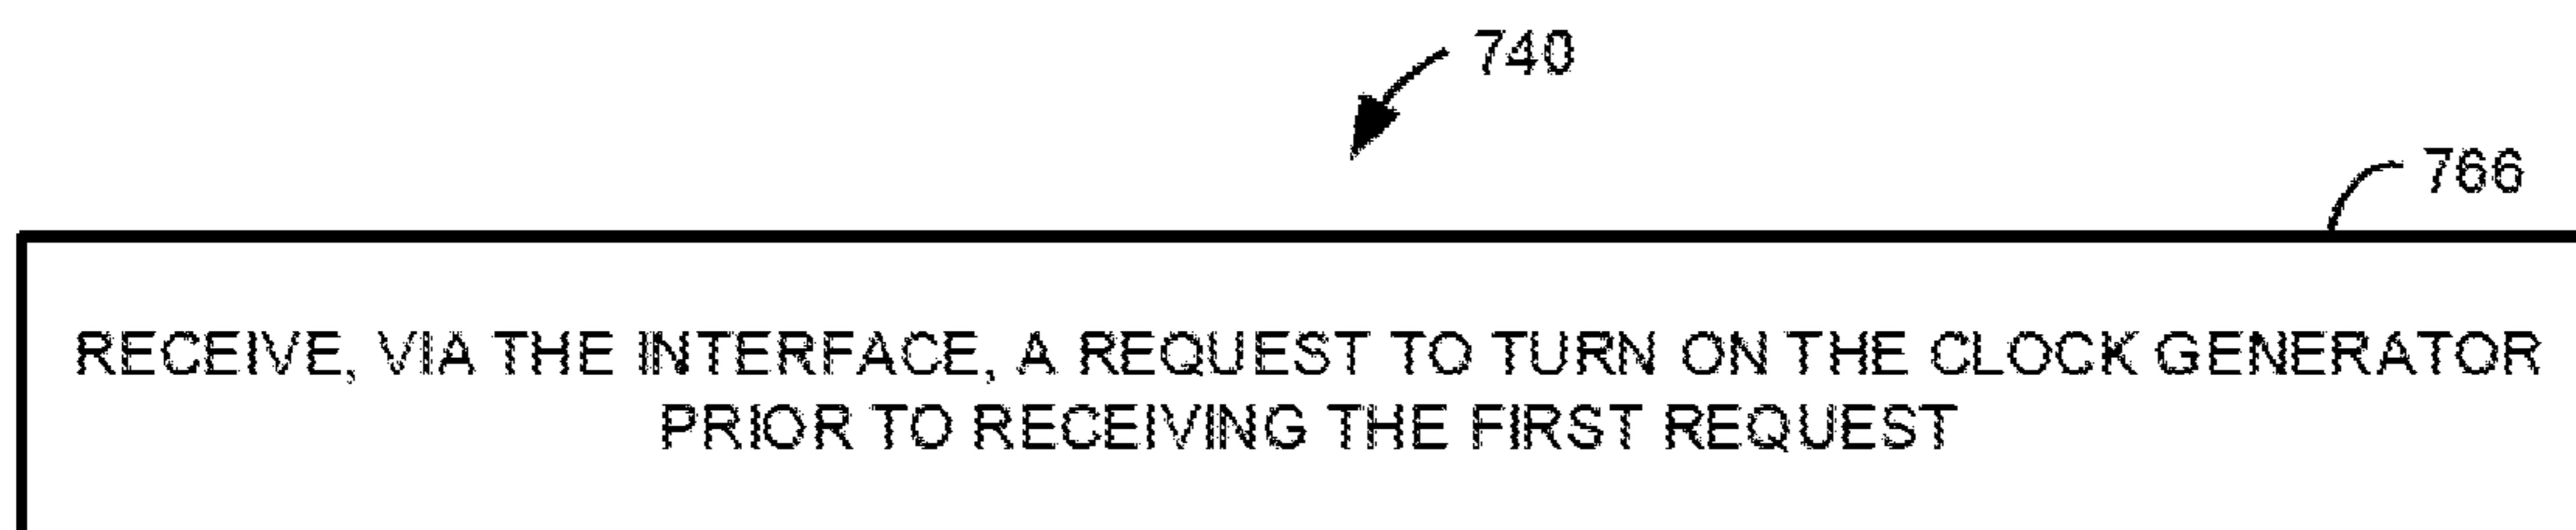 740
766
RECEIVE, VIA THE INTERFACE, A REQUEST TO TURN ON THE CLOCK GENERATOR
PRIOR TO RECEIVING THE FIRST REQUEST